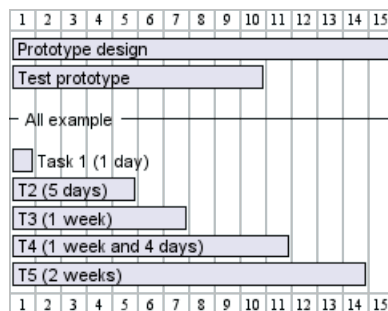 1 2 3 4 5 6 7 8 9 10 11 12 13 14 15
Prototype design
Test prototype
All example
Task 1 (1 day)
T2 (5 days)
T3 (1 week)
T4 (1 week and 4 days)
T5 (2 weeks)
1 2 3 4 5 6 7 8 9 10 11 12 13 14 15